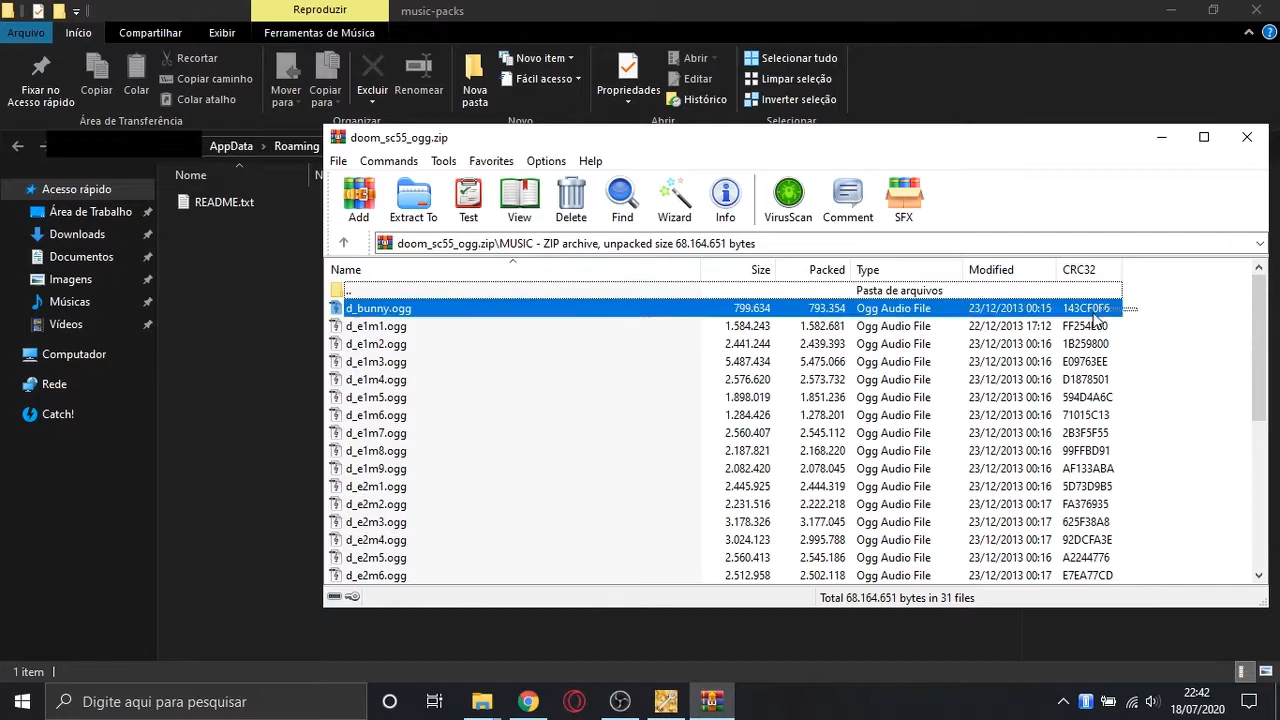 Reproduzir
music-packs
Arquivo
Início
Compartilhar
Exibir
Ferramentas de Música
Fixar no
Acesso rápido
Copiar
Colar
Recortar
Copiar caminho
Colar atalho
Mover
para
Copiar
para
Excluir
Renomear
Nova
pasta
Novo item
Fácil acesso
Propriedades
Abrir
Editar
Histórico
Selecionar tudo
Limpar seleção
Inverter seleção
Área de Transferência
Organizar
Novo
Abrir
Selecionar
AppData
Roaming
Nome
README.txt
Acesso rápido
Área de Trabalho
Downloads
Documentos
Imagens
Músicas
Vídeos
Computador
Rede
Catch!
doom_sc55_ogg.zip
File Commands Tools Favorites Options Help
Add Extract To Test View Delete Find Wizard Info VirusScan Comment SFX
doom_sc55_ogg.zip\MUSIC - ZIP archive, unpacked size 68.164.651 bytes
Name Size Packed Type Modified CRC32
.. Pasta de arquivos
d_bunny.ogg 799.634 793.354 Ogg Audio File 23/12/2013 00:15 143CF0F6
d_e1m1.ogg 1.584.243 1.582.681 Ogg Audio File 22/12/2013 17:12
d_e1m2.ogg 2.441.244 2.439.393 Ogg Audio File 23/12/2013 00:16 1B259800
d_e1m3.ogg 5.487.434 5.475.066 Ogg Audio File 23/12/2013 00:16 E09763EE
d_e1m4.ogg 2.576.620 2.573.732 Ogg Audio File 23/12/2013 00:16 D1878501
d_e1m5.ogg 1.898.019 1.851.236 Ogg Audio File 23/12/2013 00:16 594D4A6C
d_e1m6.ogg 1.284.426 1.278.201 Ogg Audio File 23/12/2013 00:16 71015C13
d_e1m7.ogg 2.560.407 2.545.112 Ogg Audio File 23/12/2013 00:16 2B3F5F55
d_e1m8.ogg 2.187.821 2.168.220 Ogg Audio File 23/12/2013 00:16 99FFBD91
d_e1m9.ogg 2.082.420 2.078.045 Ogg Audio File 23/12/2013 00:16 AF133ABA
d_e2m1.ogg 2.445.925 2.444.319 Ogg Audio File 23/12/2013 00:16 5D73D9B5
d_e2m2.ogg 2.231.516 2.222.218 Ogg Audio File 23/12/2013 00:17 FA376935
d_e2m3.ogg 3.178.326 3.177.045 Ogg Audio File 23/12/2013 00:17 625F38A8
d_e2m4.ogg 3.024.123 2.995.788 Ogg Audio File 23/12/2013 00:17 92DCFA3E
d_e2m5.ogg 2.560.413 2.545.186 Ogg Audio File 23/12/2013 00:16 A2244776
d_e2m6.ogg 2.512.958 2.502.118 Ogg Audio File 23/12/2013 00:17 E7EA77CD
Total 68.164.651 bytes in 31 files
1 item
Digite aqui para pesquisar
22:42
18/07/2020